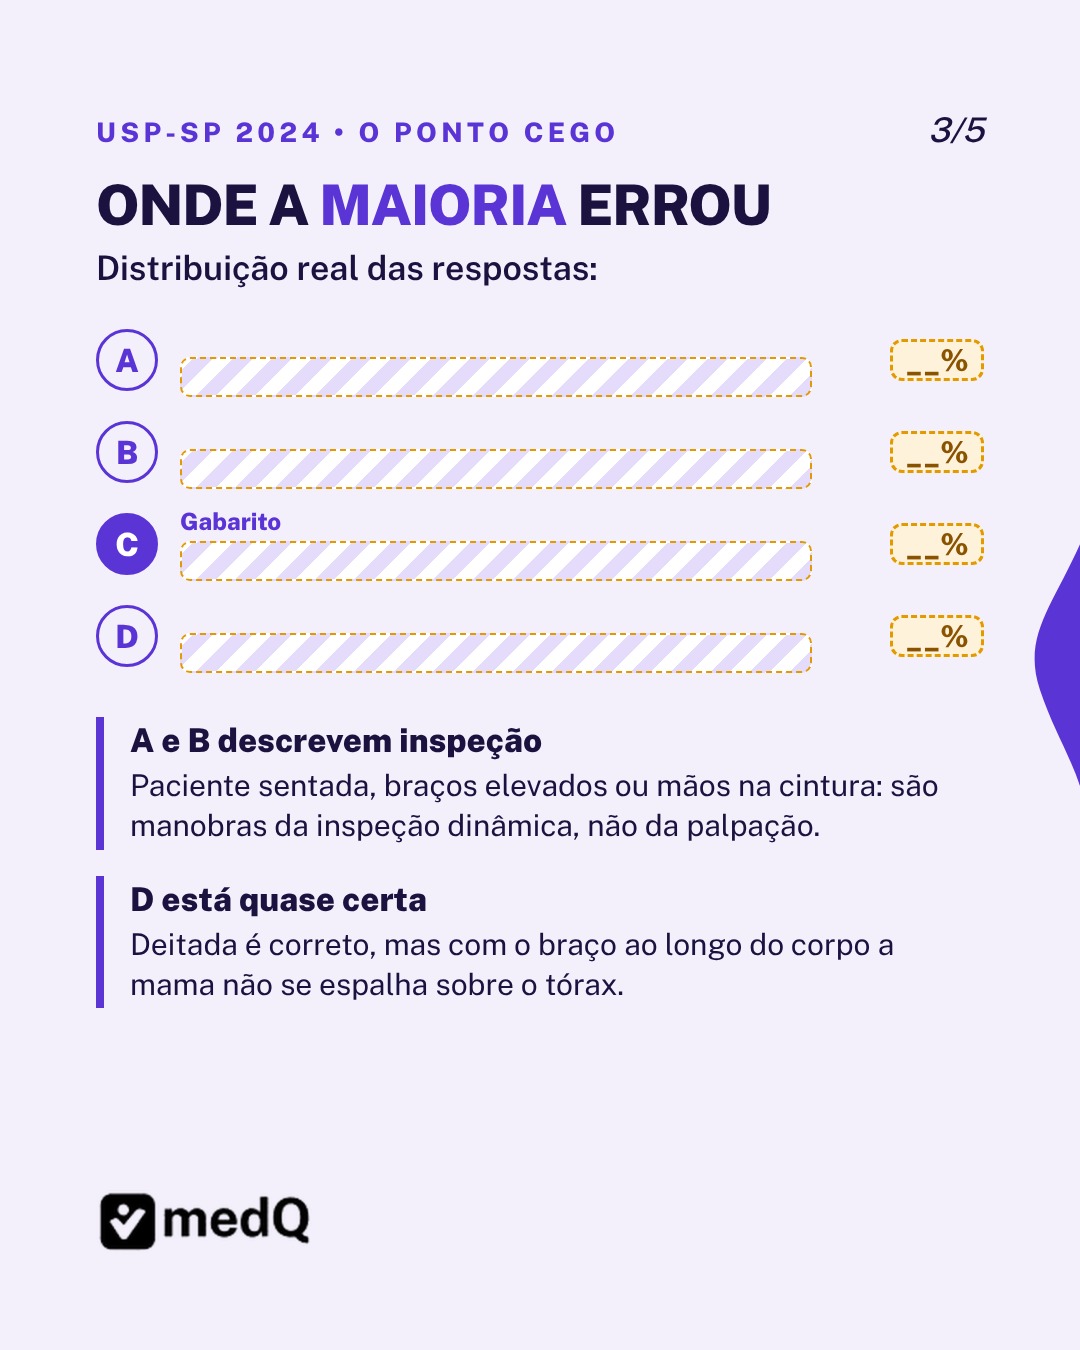 USP-SP 2024 • O PONTO CEGO
3/5
ONDE A MAIORIA ERROU
Distribuição real das respostas:
A
__%
B
__%
Gabarito
C
__%
D
__%
A e B descrevem inspeção
Paciente sentada, braços elevados ou mãos na cintura: são
manobras da inspeção dinâmica, não da palpação.
D está quase certa
Deitada é correto, mas com o braço ao longo do corpo a
mama não se espalha sobre o tórax.
medQ